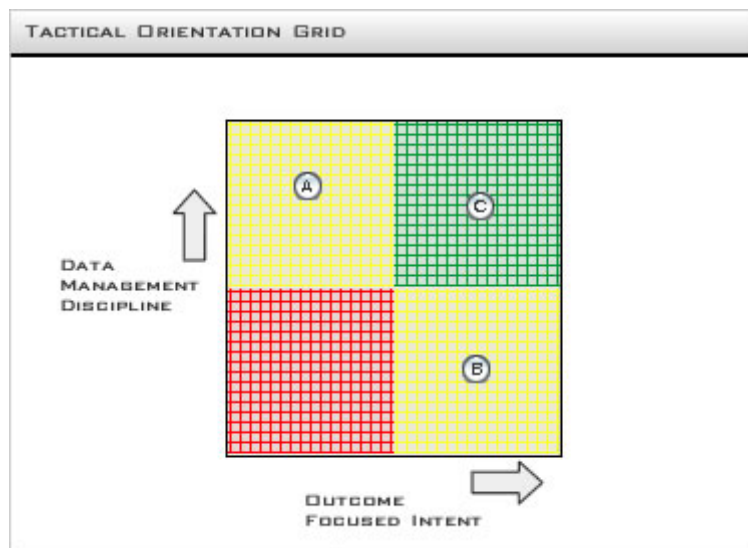 Tactical Orientation Grid
A
C
Data
Management
Discipline
B
Outcome
Focused Intent